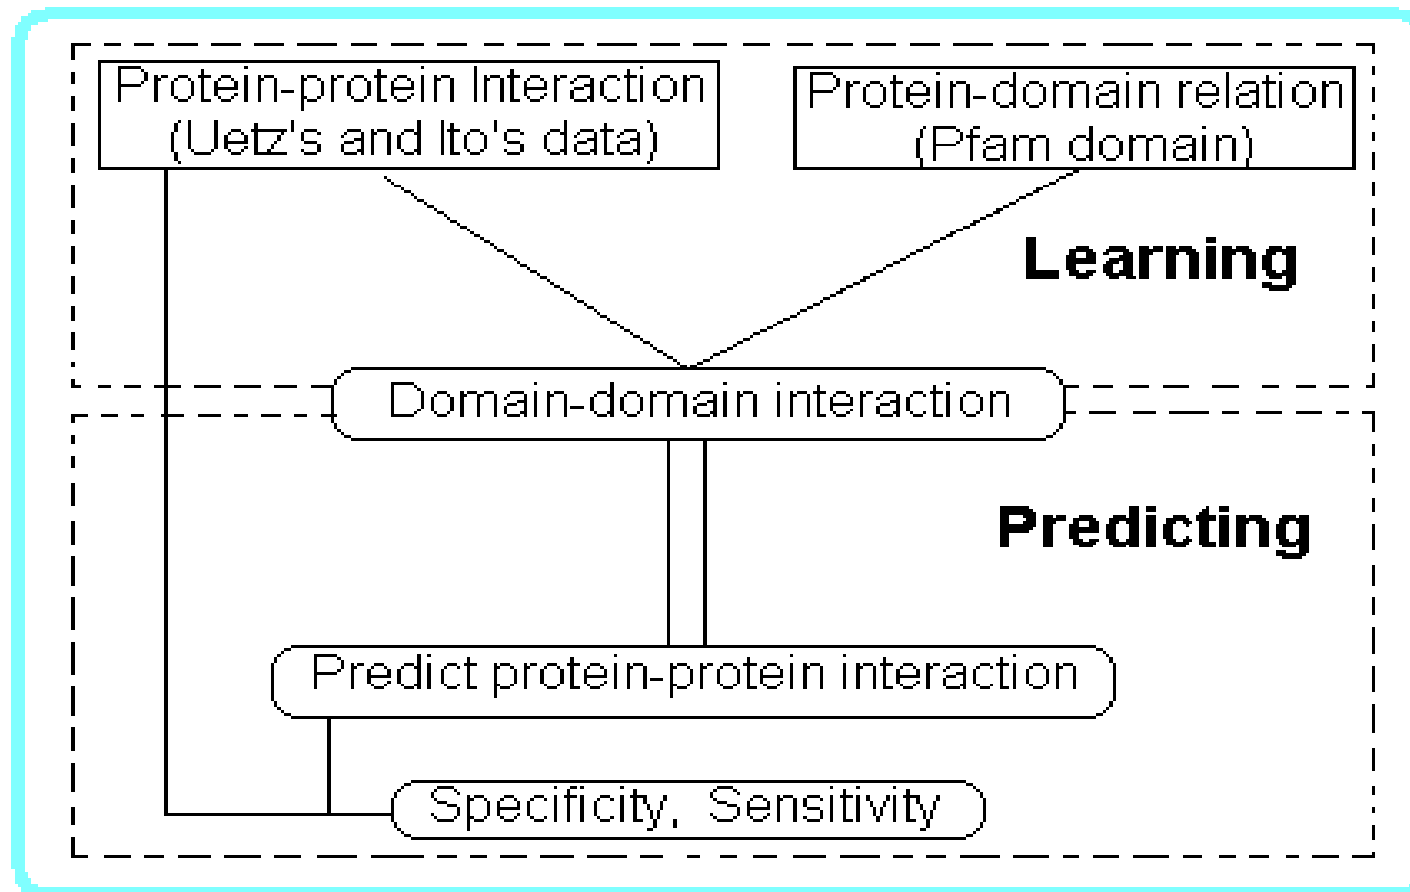 Protein-protein Interaction
(Uetz's and Ito's data)
Protein-domain relation
(Pfam domain)
Learning
Domain-domain interaction
Predicting
Predict protein-protein interaction
Specificity, Sensitivity